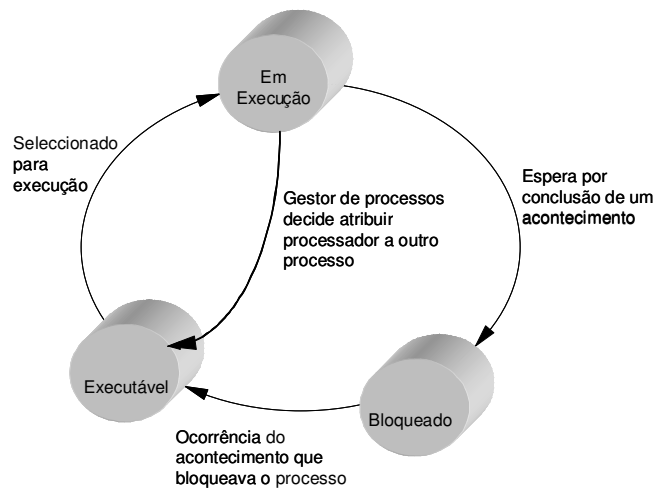 Em
Execução
Seleccionado
para
execução
Gestor de processos
decide atribuir
processador a outro
processo
Espera por
conclusão de um
acontecimento
Executável
Bloqueado
Ocorrência do
acontecimento que
bloqueava o processo